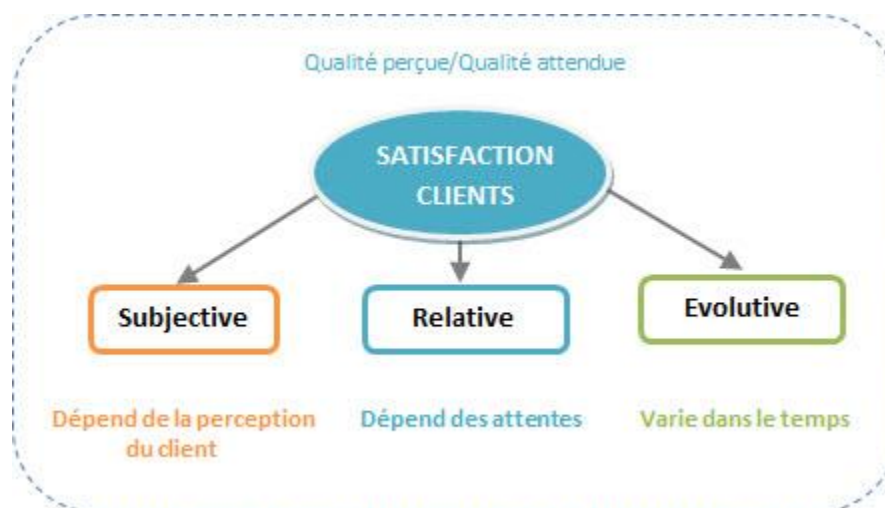 Qualité perçue/Qualité attendue
SATISFACTION
CLIENTS
Subjective
Relative
Evolutive
Dépend de la perception
du client
Dépend des attentes
Varie dans le temps